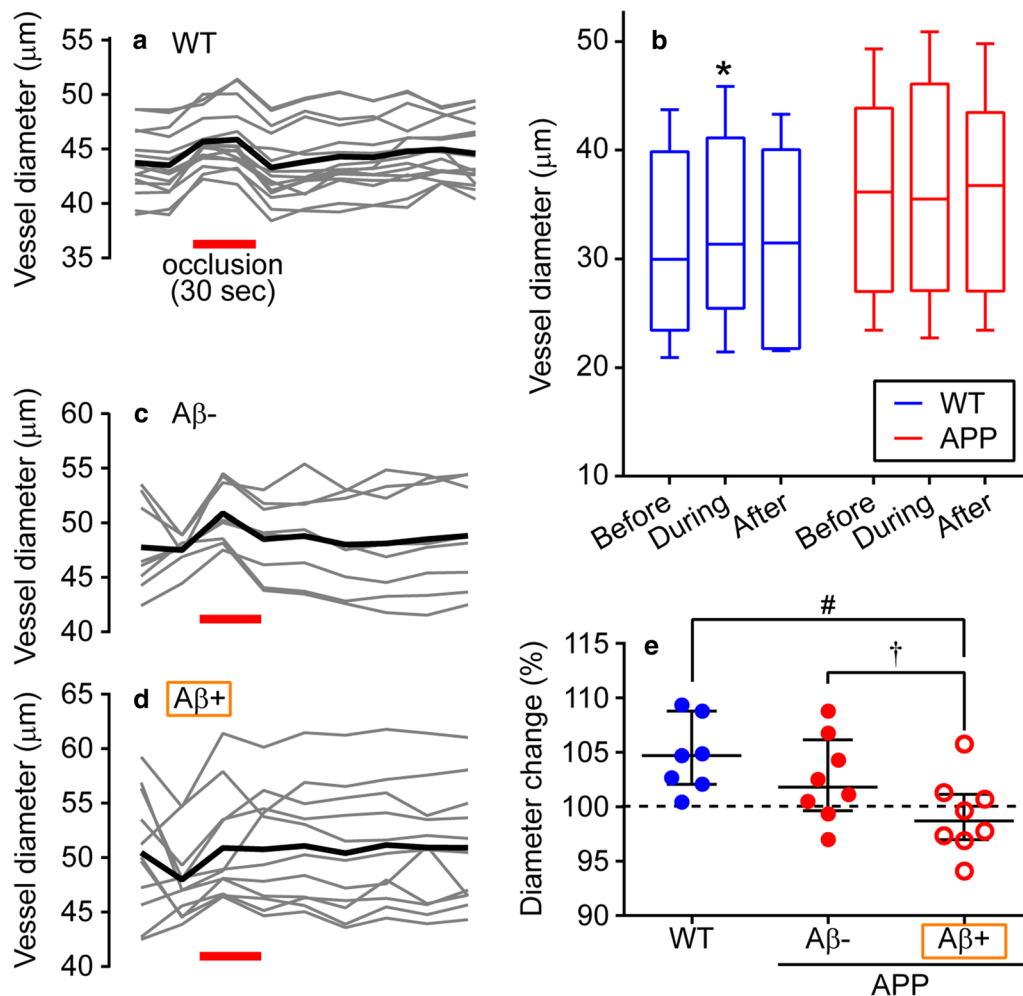 a WT
Vessel diameter (μm)
55
50
45
40
35
occlusion
(30 sec)
b
Vessel diameter (μm)
50
40
30
20
10
*
WT
APP
Before
During
After
Before
During
After
c Aβ-
Vessel diameter (μm)
60
55
50
45
40
d Aβ+
Vessel diameter (μm)
65
60
55
50
45
40
e
Diameter change (%)
115
110
105
100
95
90
#
†
WT
Aβ-
Aβ+
APP